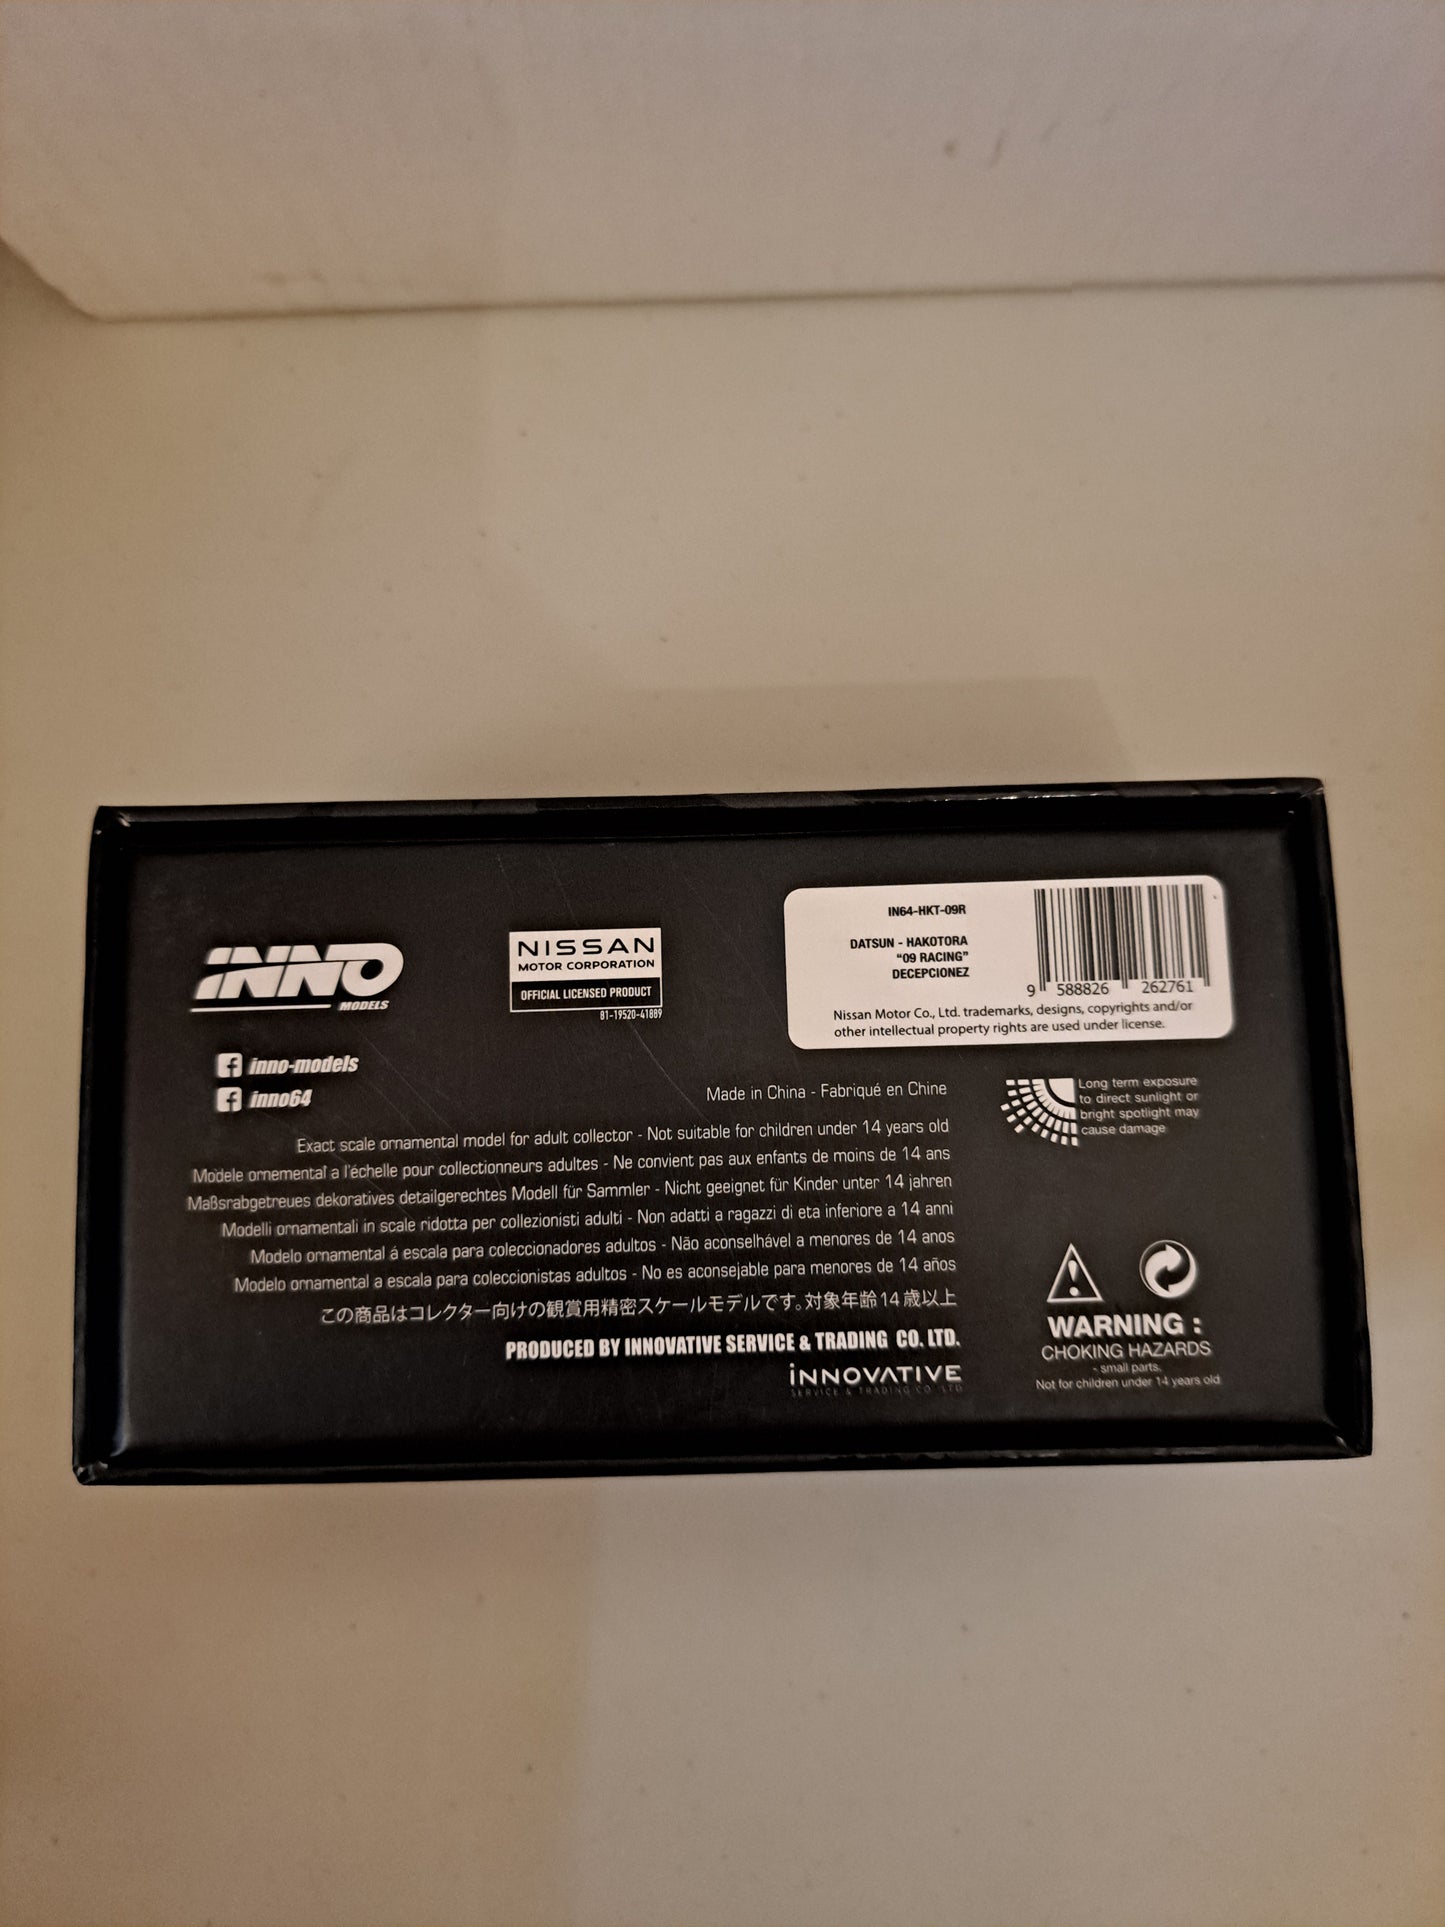 INNO
MODELS
NISSAN
MOTOR CORPORATION
OFFICIAL LICENSED PRODUCT
81-19520-41889
IN64-HKT-09R
DATSUN - HAKOTORA
“09 RACING”
DECEPCIONEZ
9 588826 262761
Nissan Motor Co., Ltd. trademarks, designs, copyrights and/or
other intellectual property rights are used under license.
inno-models
inno64
Made in China - Fabriqué en Chine
Long term exposure
to direct sunlight or
bright spotlight may
cause damage
Exact scale ornamental model for adult collector - Not suitable for children under 14 years old
Modele ornemental a l'échelle pour collectionneurs adultes - Ne convient pas aux enfants de moins de 14 ans
Maßsrabgetreues dekoratives detailgerechtes Modell für Sammler - Nicht geeignet für Kinder unter 14 jahren
Modelli ornamentali in scale ridotta per collezionisti adulti - Non adatti a ragazzi di eta inferiore a 14 anni
Modelo ornamental á escala para coleccionadores adultos - Não aconselhável a menores de 14 anos
Modelo ornamental a escala para coleccionistas adultos - No es aconsejable para menores de 14 años
この商品はコレクター向けの観賞用精密スケールモデルです。対象年齢14歳以上
PRODUCED BY INNOVATIVE SERVICE & TRADING CO. LTD.
INNOVATIVE
SERVICE & TRADING CO LTD
WARNING :
CHOKING HAZARDS
- small parts.
Not for children under 14 years old